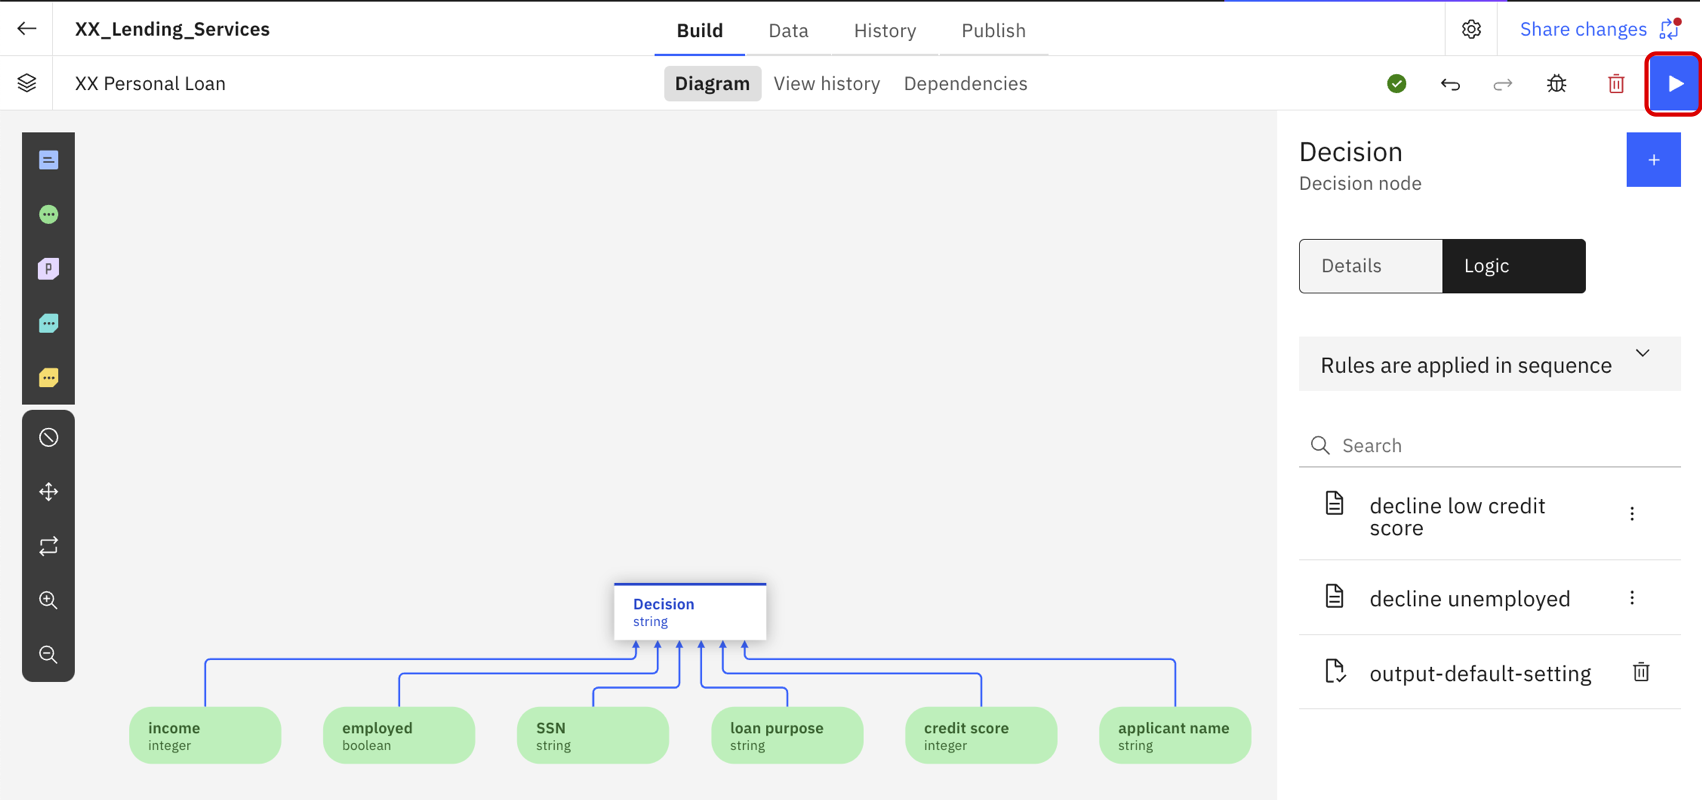 XX_Lending_Services
Build
Data
History
Publish
Share changes
XX Personal Loan
Diagram
View history
Dependencies
Decision
Decision node
+
Details
Logic
Rules are applied in sequence
Search
decline low credit
score
decline unemployed
output-default-setting
p
Decision
string
income
integer
employed
boolean
SSN
string
loan purpose
string
credit score
integer
applicant name
string